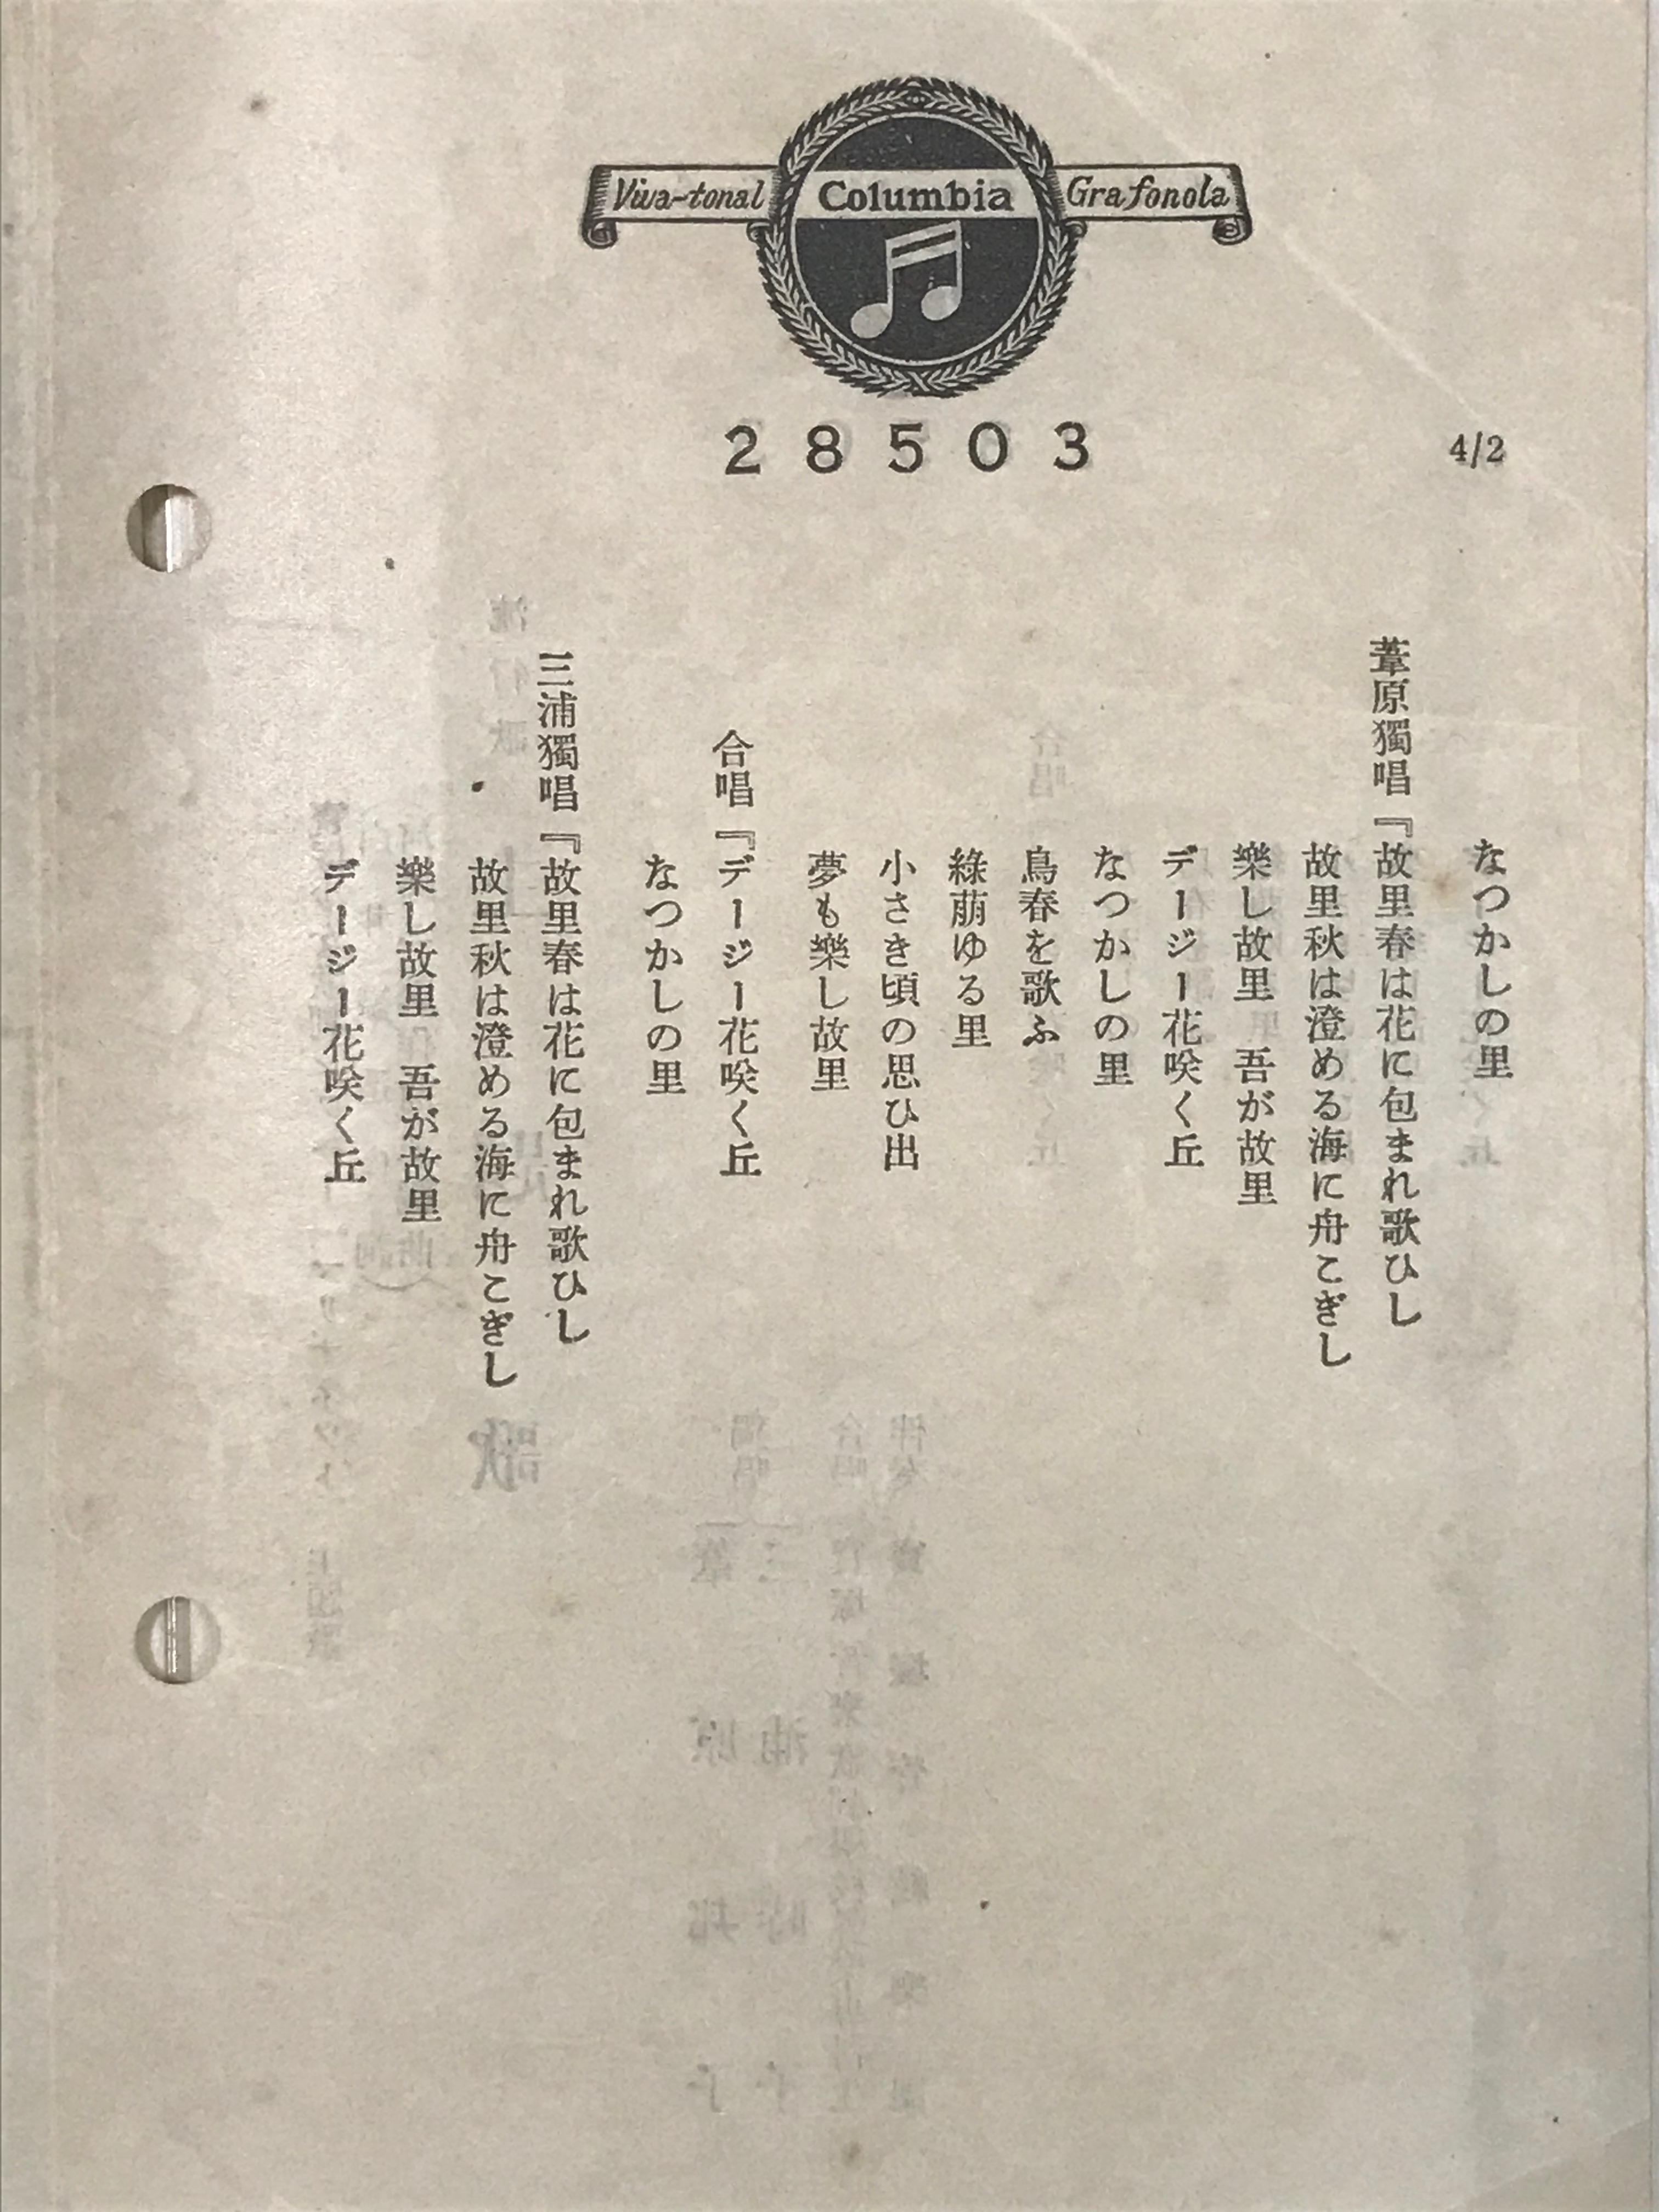 Viva-tonal Columbia Grafonola
28503
4/2
なつかしの里
葦原獨唱『故里春は花に包まれ歌ひし
故里秋は澄める海に舟こぎし
樂し故里　吾が故里
デージー花咲く丘
なつかしの里
鳥春を歌ふ
綠萠ゆる里
小さき頃の思ひ出
夢も樂し故里
合唱『デージー花咲く丘
なつかしの里
三浦獨唱『故里春は花に包まれ歌ひし
故里秋は澄める海に舟こぎし
樂し故里　吾が故里
デージー花咲く丘